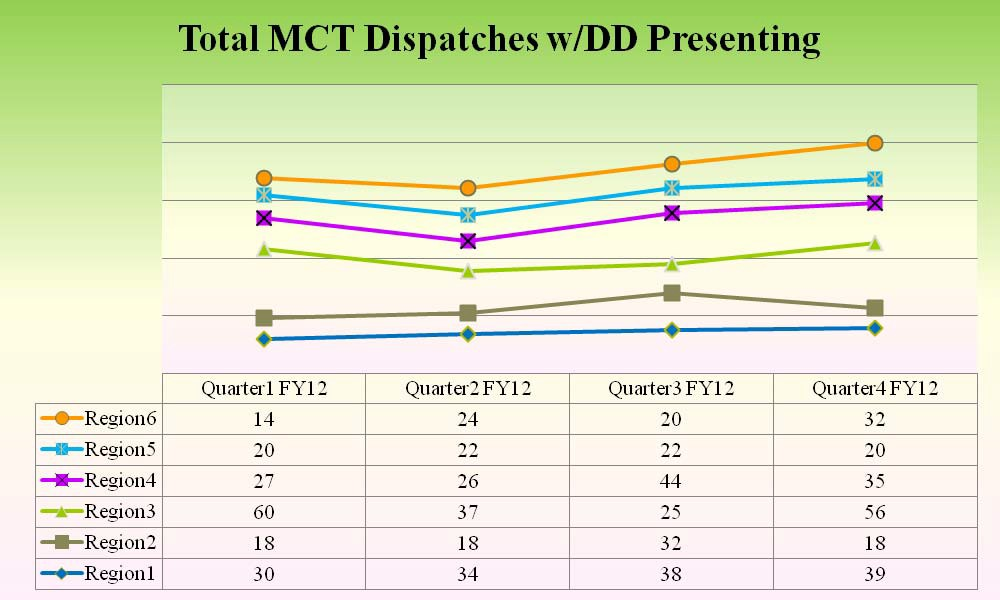 Total MCT Dispatches w/DD Presenting
Quarter1 FY12 Quarter2 FY12 Quarter3 FY12 Quarter4 FY12
Region6 14 24 20 32
Region5 20 22 22 20
Region4 27 26 44 35
Region3 60 37 25 56
Region2 18 18 32 18
Region1 30 34 38 39